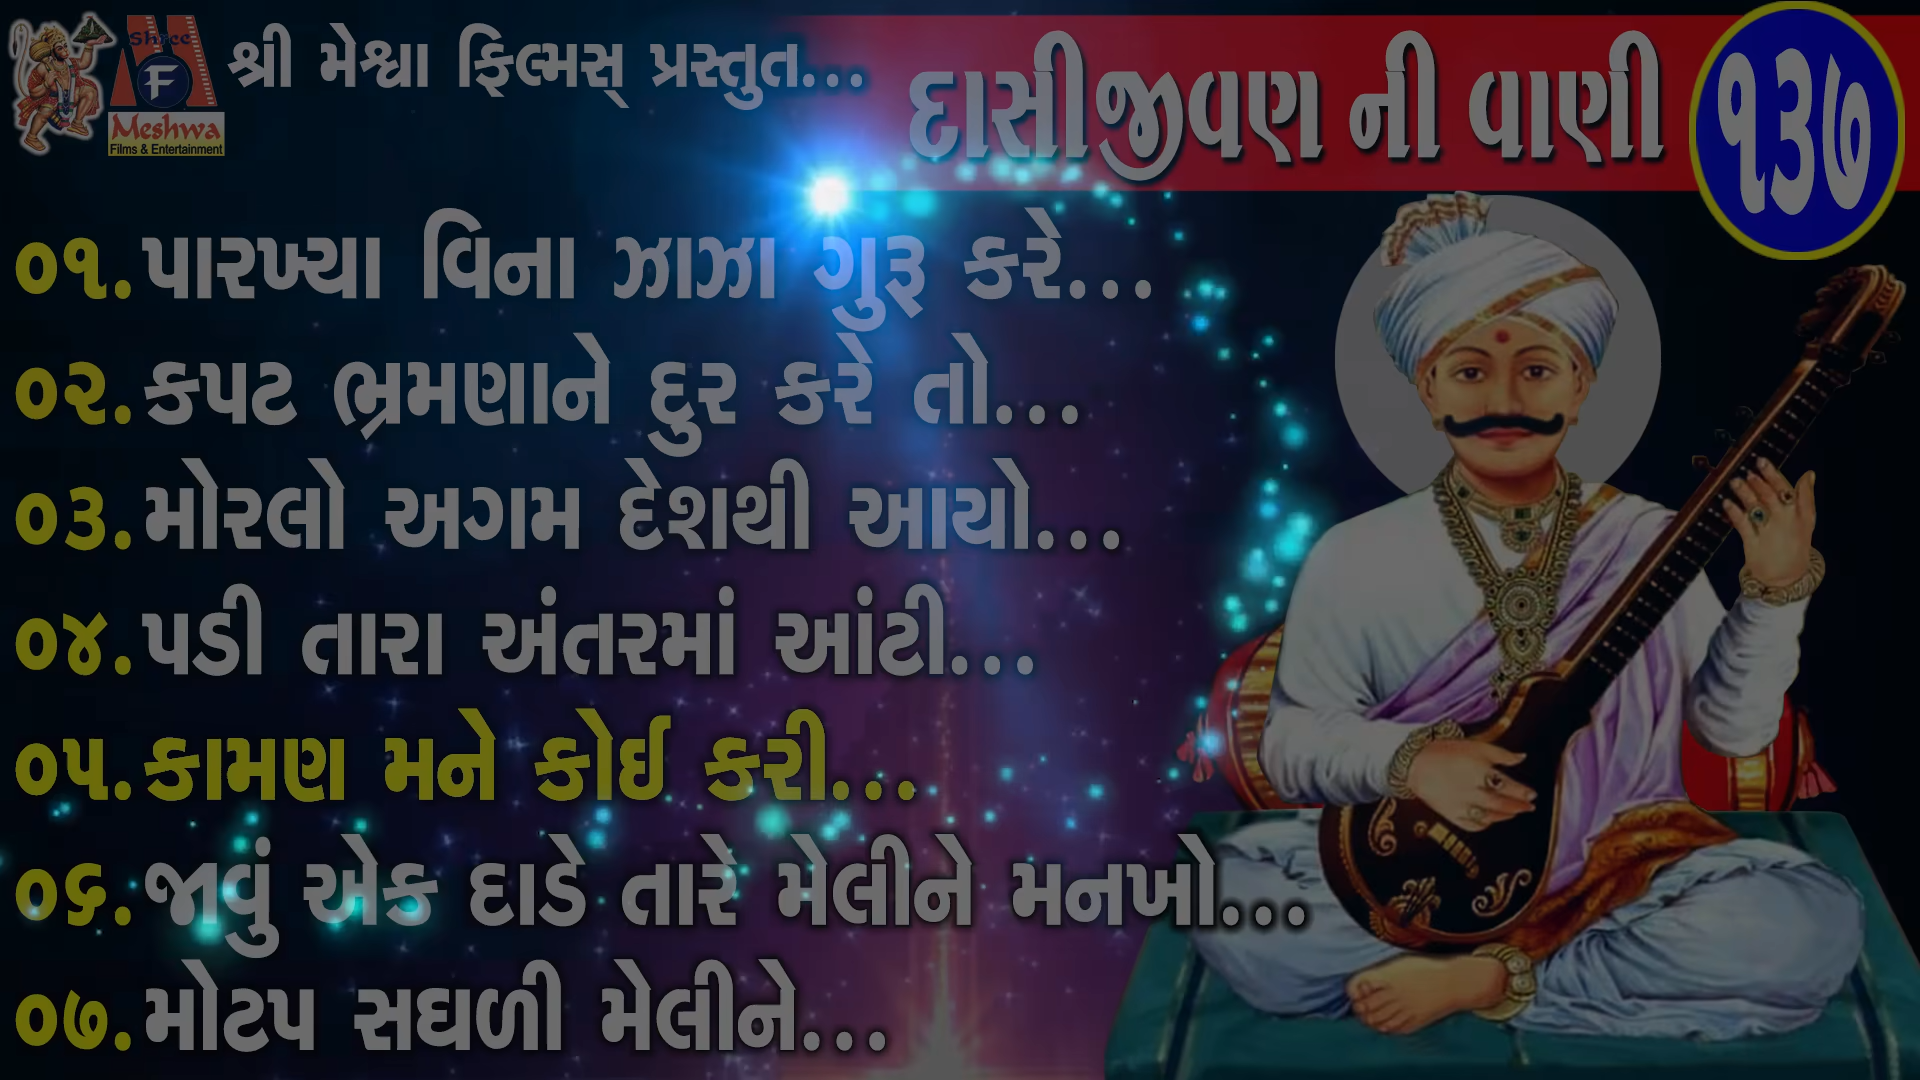 Shree
F
Meshwa
Films & Entertainment
શ્રી મેશ્વા ફિલ્મસ્ પ્રસ્તુત...
દાસીજીવણ ની વાણી
૧૩૭
૦૧. પારખ્યા વિના ઝાઝા ગુરૂ કરે...
૦૨. કપટ ભ્રમણાને દુર કરે તો...
૦૩. મોરલો અગમ દેશથી આયો...
૦૪. પડી તારા અંતરમાં આંટી...
૦૫. કામણ મને કોઈ કરી...
૦૬. જાવું એક દાડે તારે મેલીને મનખો...
૦૭. મોટપ સઘળી મેલીને...